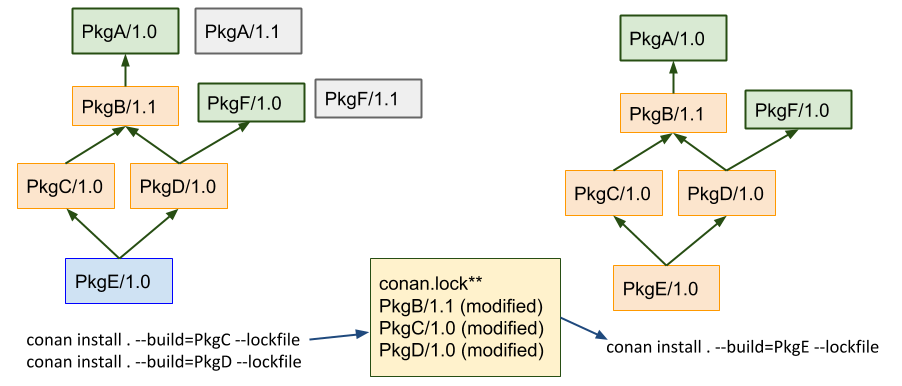 PkgA/1.0
PkgA/1.1
PkgB/1.1
PkgF/1.0
PkgF/1.1
PkgC/1.0
PkgD/1.0
PkgE/1.0
conan install . --build=PkgC --lockfile
conan install . --build=PkgD --lockfile
conan.lock**
PkgB/1.1 (modified)
PkgC/1.0 (modified)
PkgD/1.0 (modified)
PkgA/1.0
PkgB/1.1
PkgF/1.0
PkgC/1.0
PkgD/1.0
PkgE/1.0
conan install . --build=PkgE --lockfile